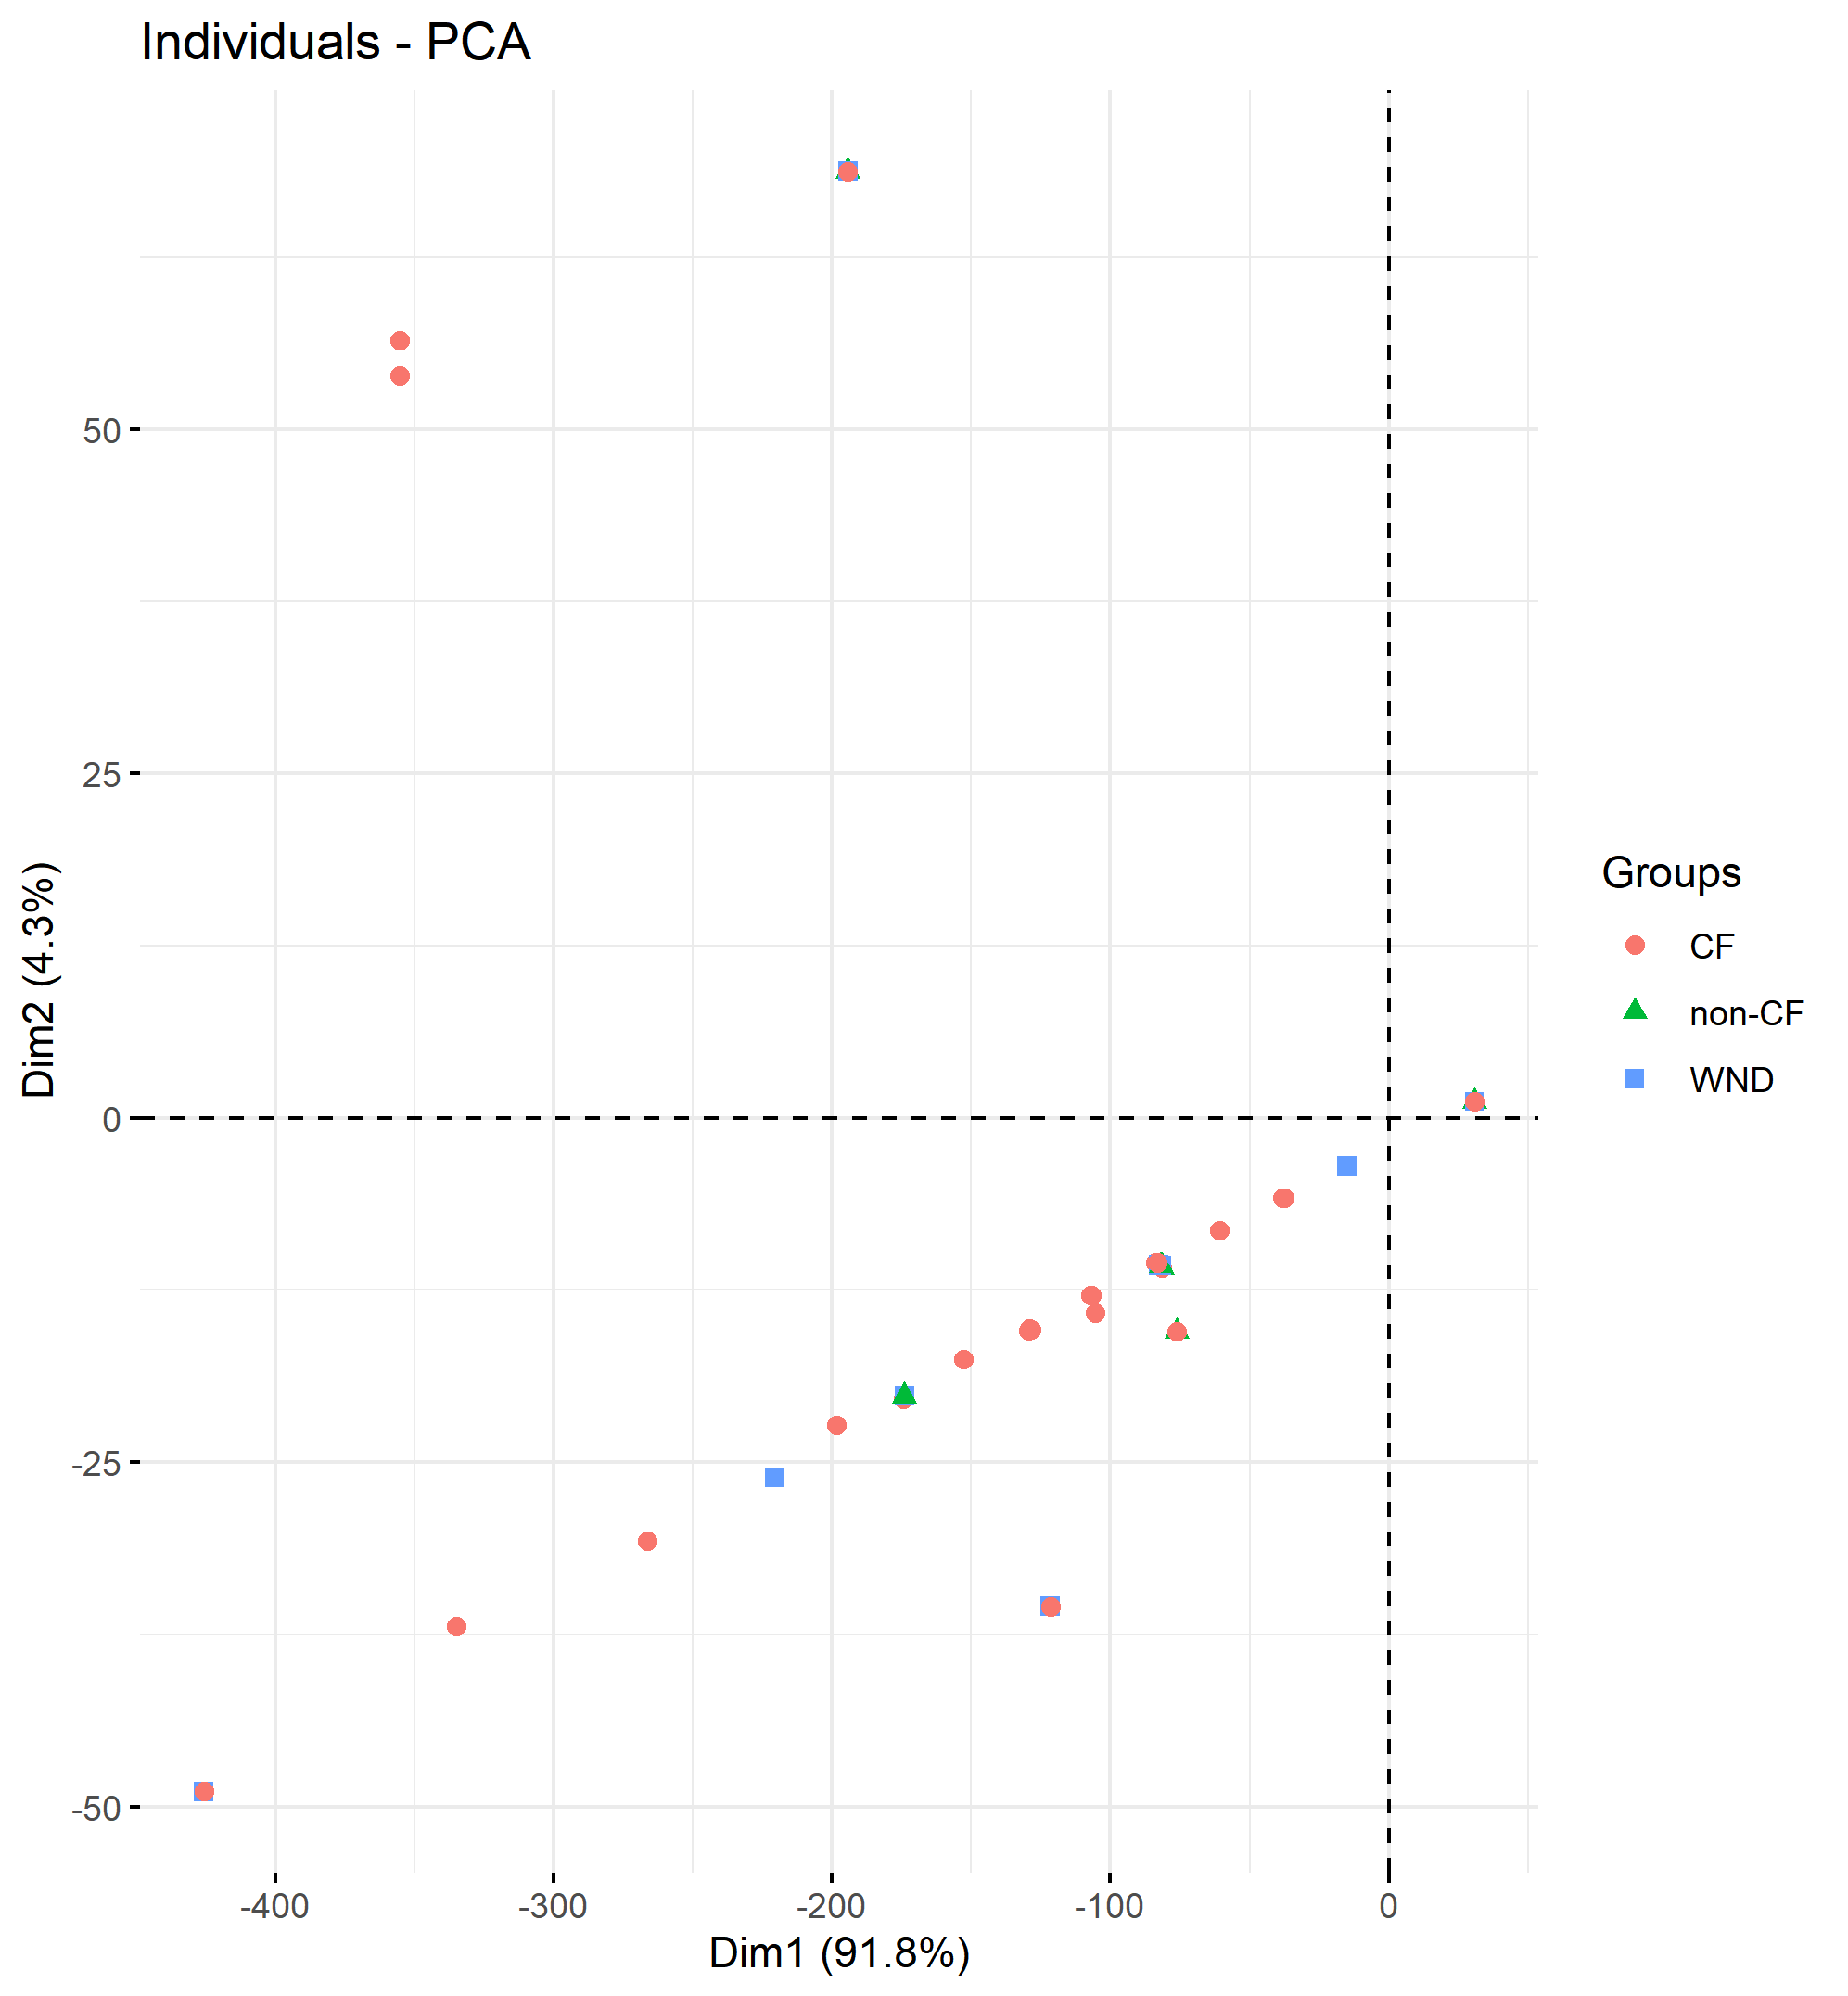 Individuals - PCA
50
25
0
-25
-50
Dim2 (4.3%)
-400
-300
-200
-100
0
Dim1 (91.8%)
Groups
CF
non-CF
WND